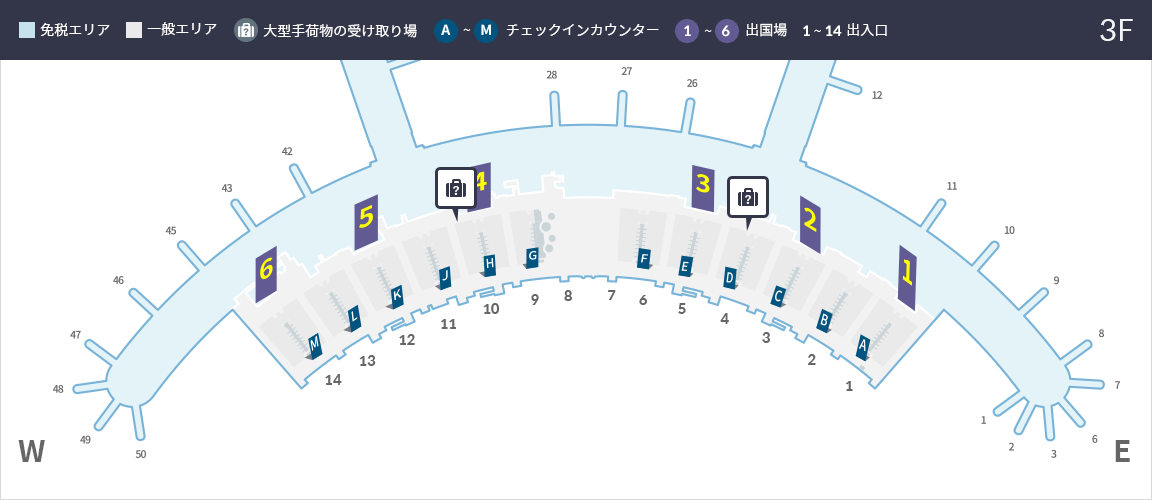 免税エリア 一般エリア 大型手荷物の受け取り場 A ~ M チェックインカウンター 1 ~ 6 出国場 1 ~ 14 出入口 3F
28 27 26 12
42 43 45 46 47 48 49 50
11 10 9 8 7 6 3 2 1
6 5 4 3 2 1
M L K J H G F E D C B A
14 13 12 11 10 9 8 7 6 5 4 3 2 1
W E